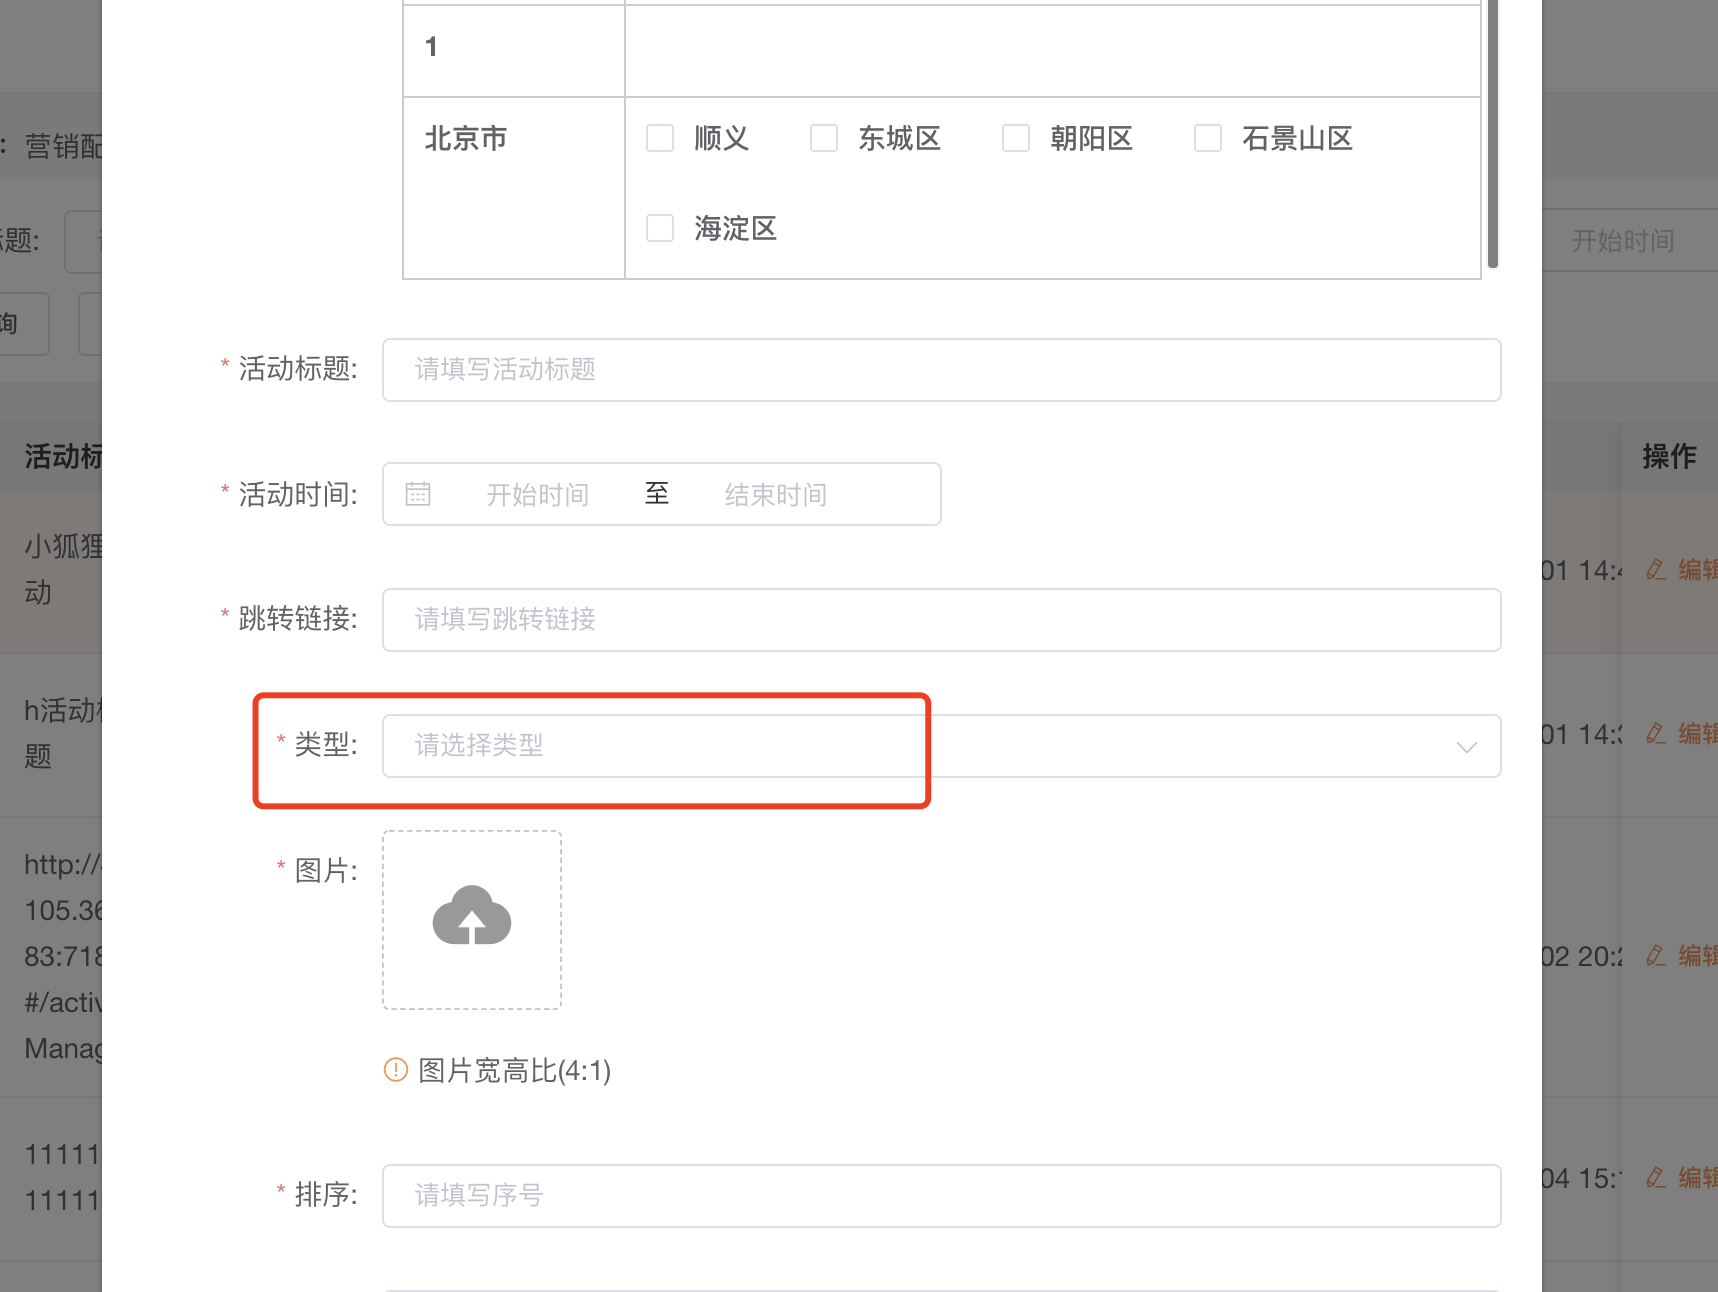 1
北京市
顺义 东城区 朝阳区 石景山区
海淀区
* 活动标题: 请填写活动标题
* 活动时间: 开始时间 至 结束时间
* 跳转链接: 请填写跳转链接
* 类型: 请选择类型
* 图片:
图片宽高比(4:1)
* 排序: 请填写序号
: 营销配
题:
开始时间
询
活动标
操作
小狐狸
动
01 14:4
编辑
h活动标
题
01 14:3
编辑
http://
105.36
83:718
#/activ
Manag
02 20:2
编辑
11111
11111
04 15:1
编辑